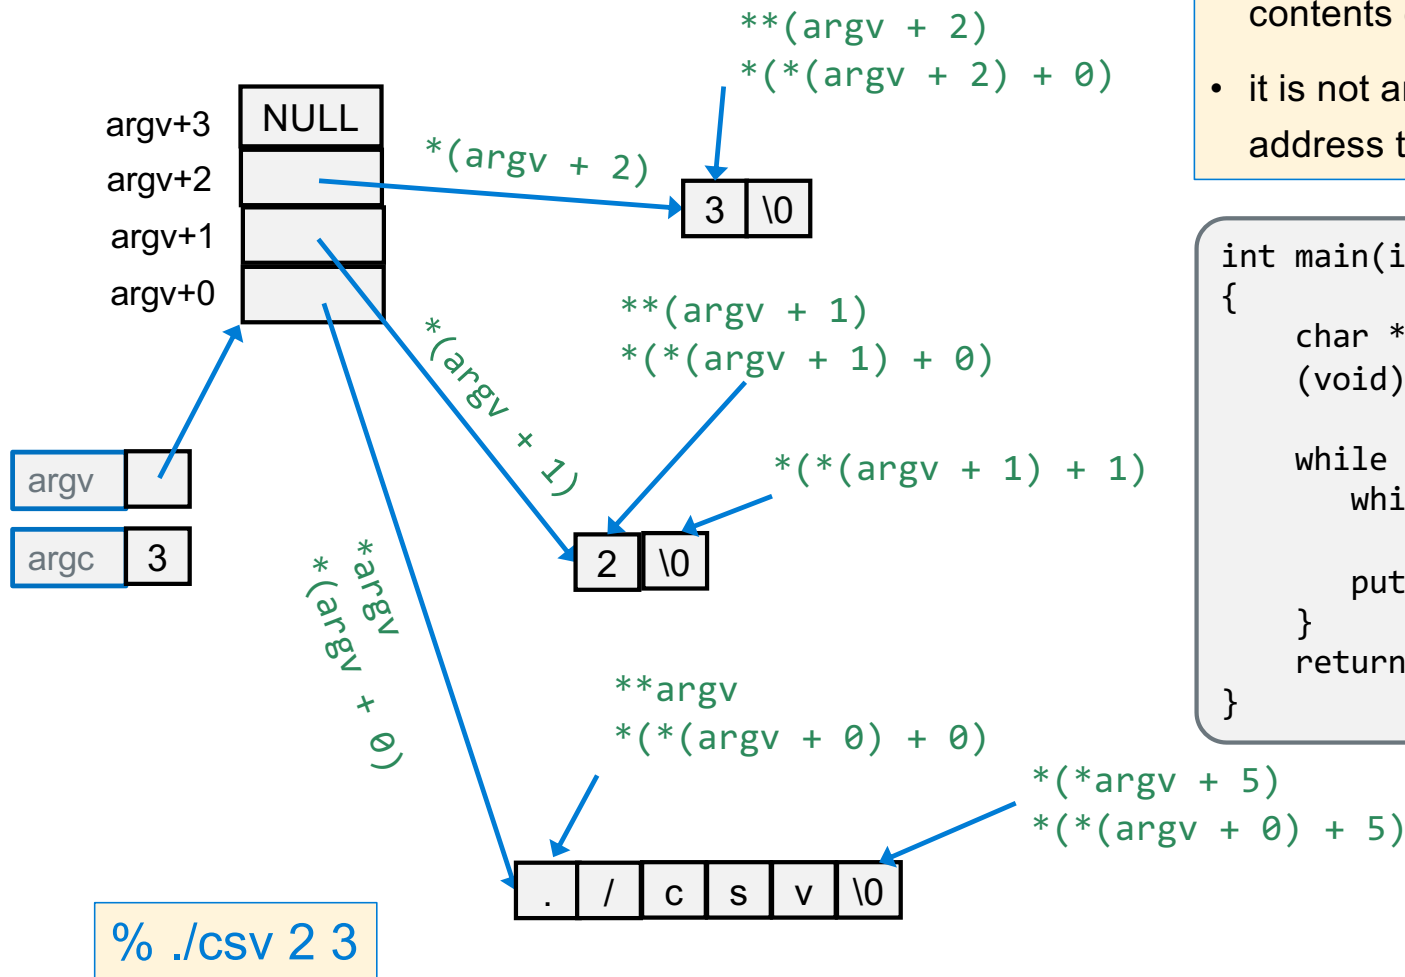 **(argv + 2)
*(*(argv + 2) + 0)
contents
• it is not
address
argv+3 NULL
argv+2
argv+1
argv+0
*(argv + 2)
3 \0
int main(i
{
char *
(void)
while
whi
put
}
return
}
**(argv + 1)
*(*(argv + 1) + 0)
*(argv + 1)
*(*(argv + 1) + 1)
argv
argc 3
2 \0
*argv
*(argv + 0)
**argv
*(*(argv + 0) + 0)
*(*argv + 5)
*(*(argv + 0) + 5)
. / c s v \0
% ./csv 2 3